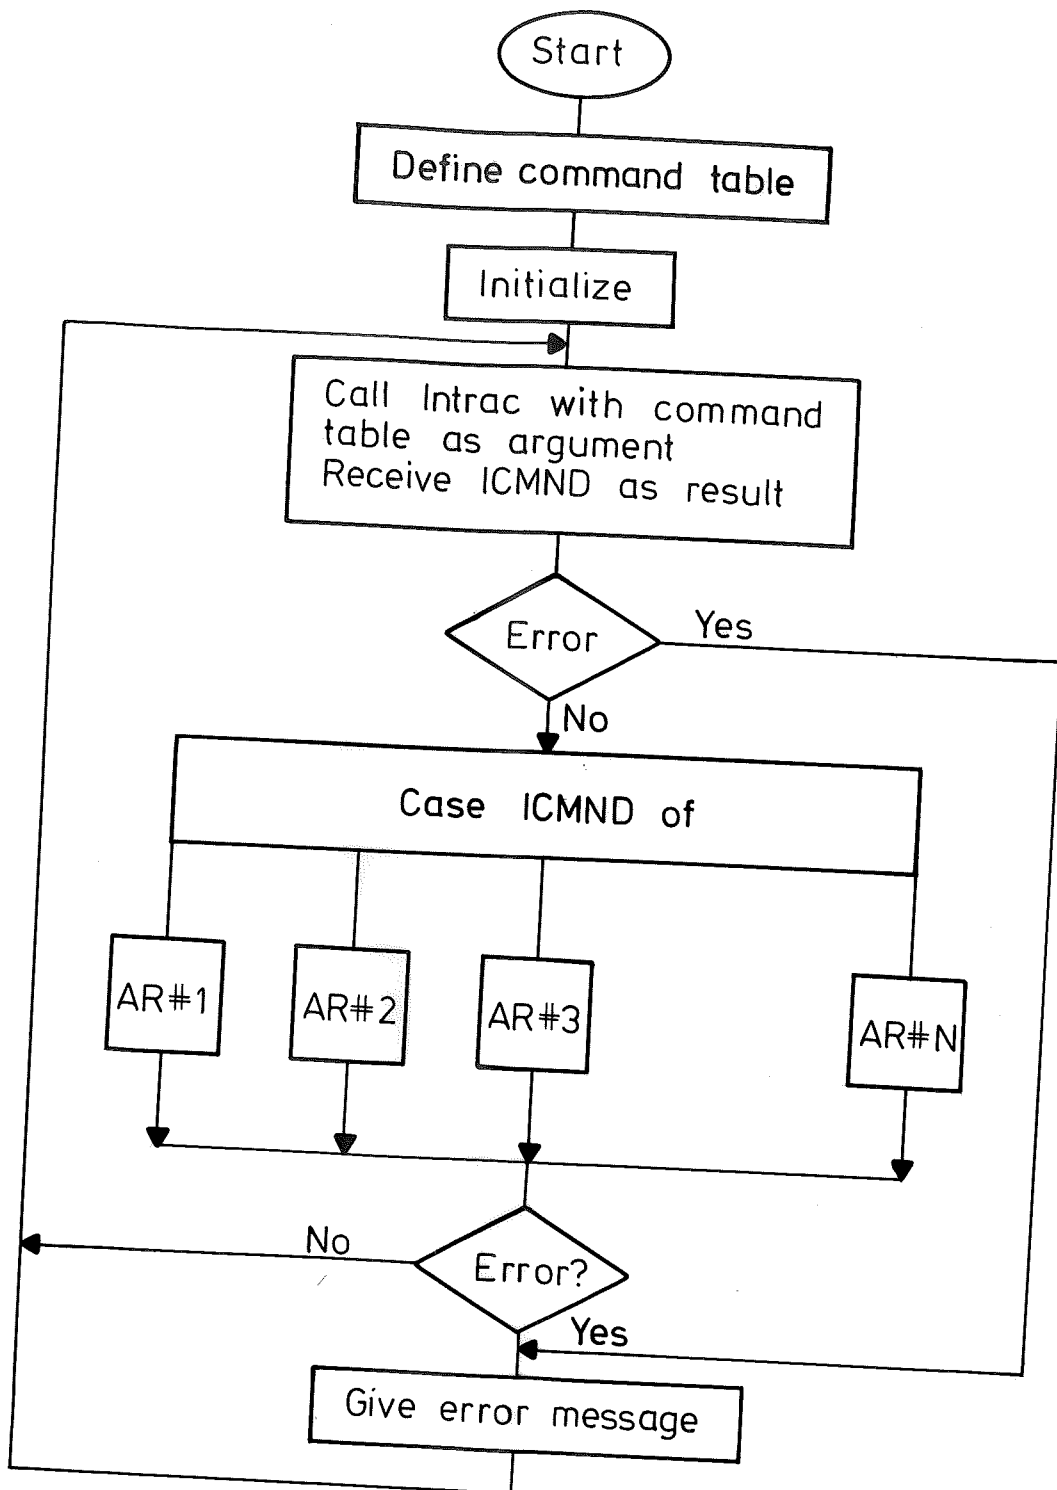 Start
Define command table
Initialize
Call Intrac with command
table as argument
Receive ICMND as result
Error
Yes
No
Case ICMND of
AR#1
AR#2
AR#3
AR#N
No
Error?
Yes
Give error message